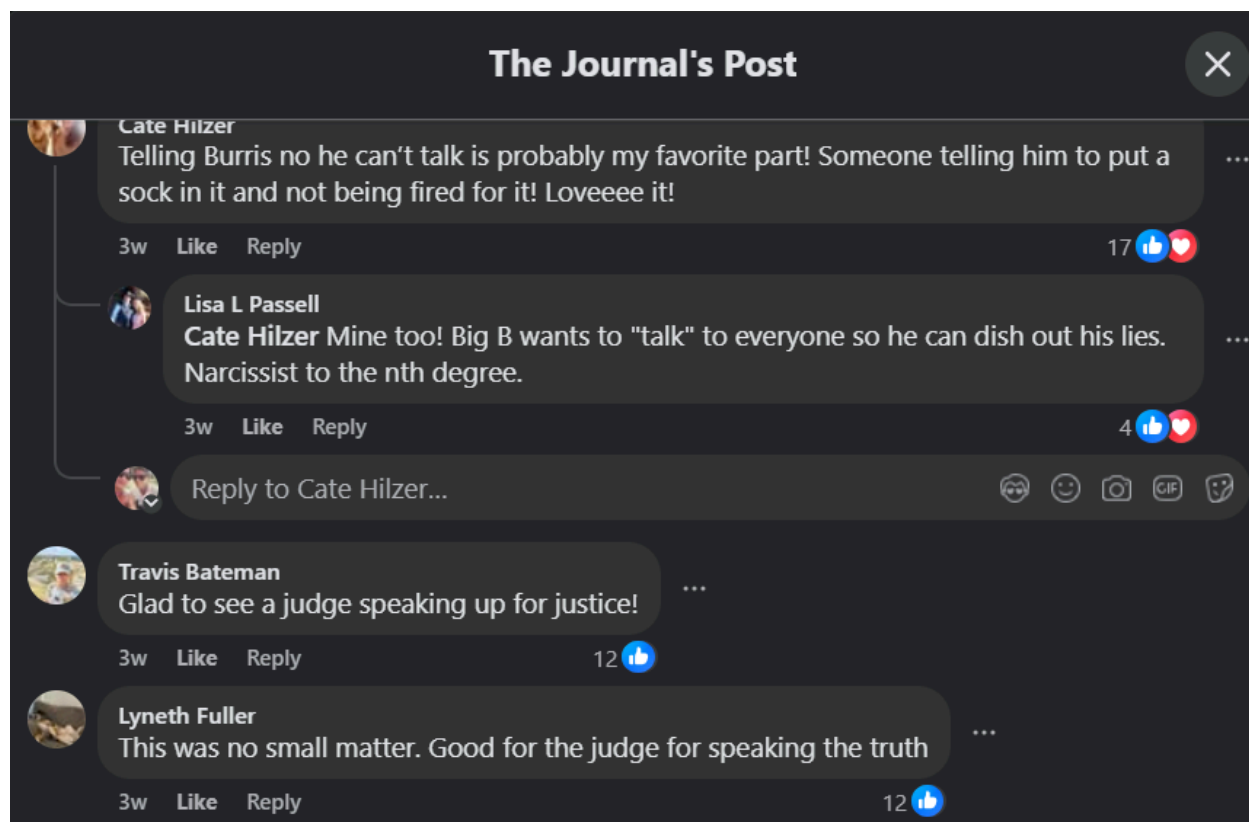 The Journal's Post
Cate Hilzer
Telling Burris no he can’t talk is probably my favorite part! Someone telling him to put a
sock in it and not being fired for it! Loveeee it!
3w Like Reply 17
Lisa L Passell
Cate Hilzer Mine too! Big B wants to "talk" to everyone so he can dish out his lies.
Narcissist to the nth degree.
3w Like Reply 4
Reply to Cate Hilzer...
GIF
Travis Bateman
Glad to see a judge speaking up for justice!
3w Like Reply 12
Lyneth Fuller
This was no small matter. Good for the judge for speaking the truth
3w Like Reply 12